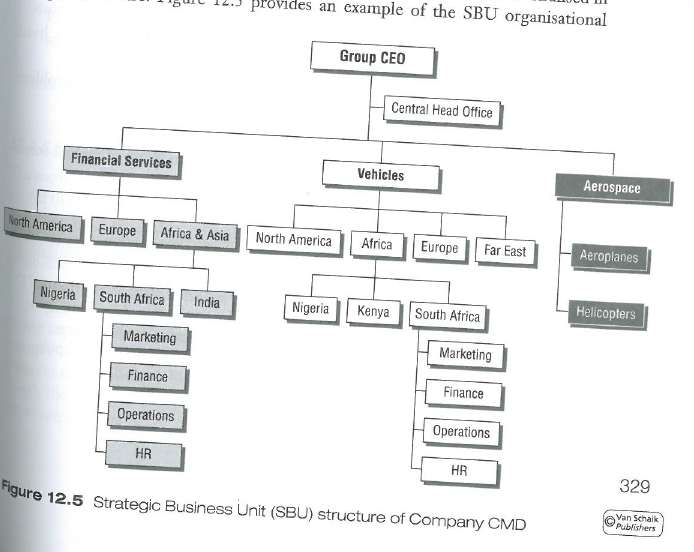 Figure 12.5 provides an example of the SBU organisational
Group CEO
Central Head Office
Financial Services
Vehicles
Aerospace
North America
Europe
Africa & Asia
North America
Africa
Europe
Far East
Aeroplanes
Nigeria
South Africa
India
Nigeria
Kenya
South Africa
Helicopters
Marketing
Finance
Operations
HR
Marketing
Finance
Operations
HR
329
Figure 12.5 Strategic Business Unit (SBU) structure of Company CMD
© Van Schaik
Publishers